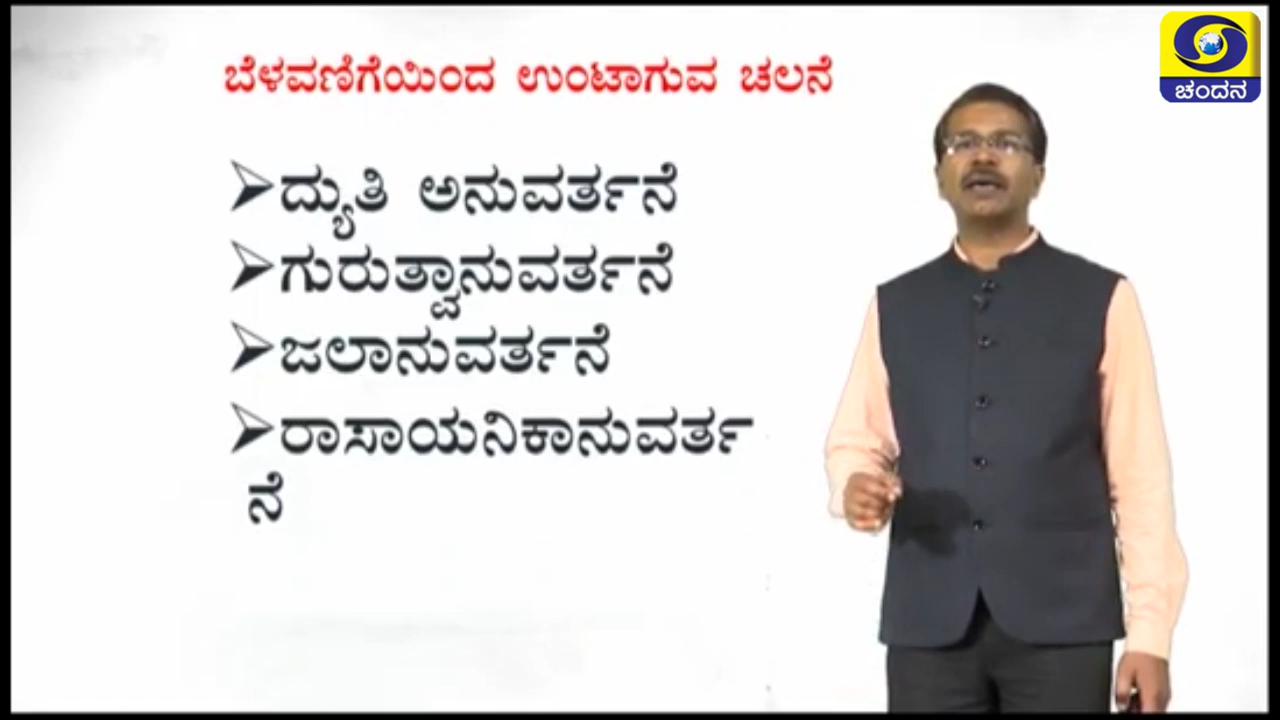 ಬೆಳವಣಿಗೆಯಿಂದ ಉಂಟಾಗುವ ಚಲನೆ
ಚಂದನ
ದ್ಯುತಿ ಅನುವರ್ತನೆ
ಗುರುತ್ವಾನುವರ್ತನೆ
ಜಲಾನುವರ್ತನೆ
ರಾಸಾಯನಿಕಾನುವರ್ತ
ನೆ